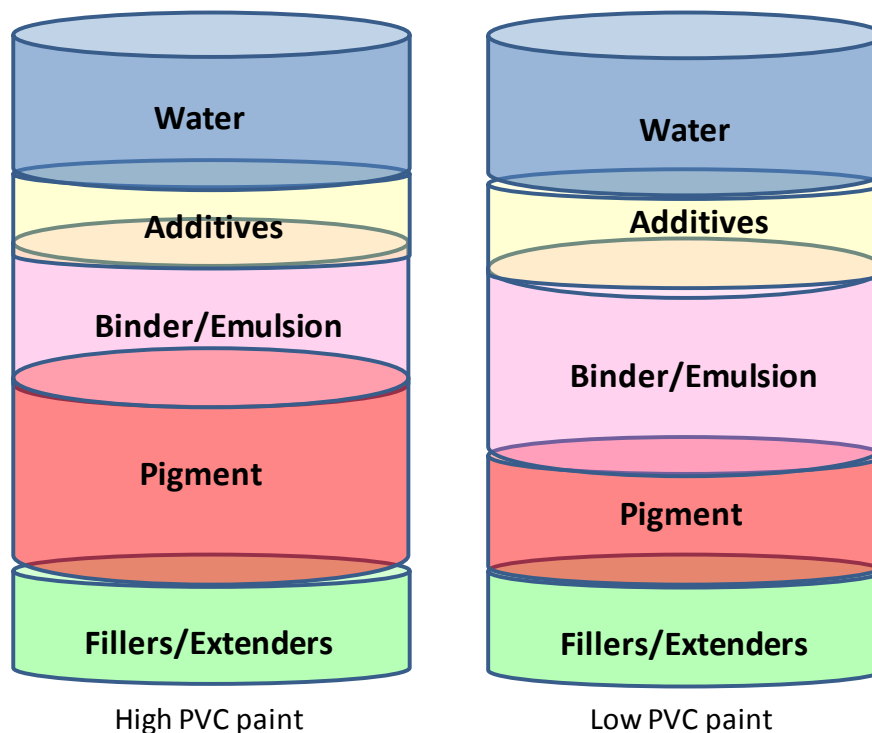 Water
Additives
Binder/Emulsion
Pigment
Fillers/Extenders
High PVC paint
Water
Additives
Binder/Emulsion
Pigment
Fillers/Extenders
Low PVC paint